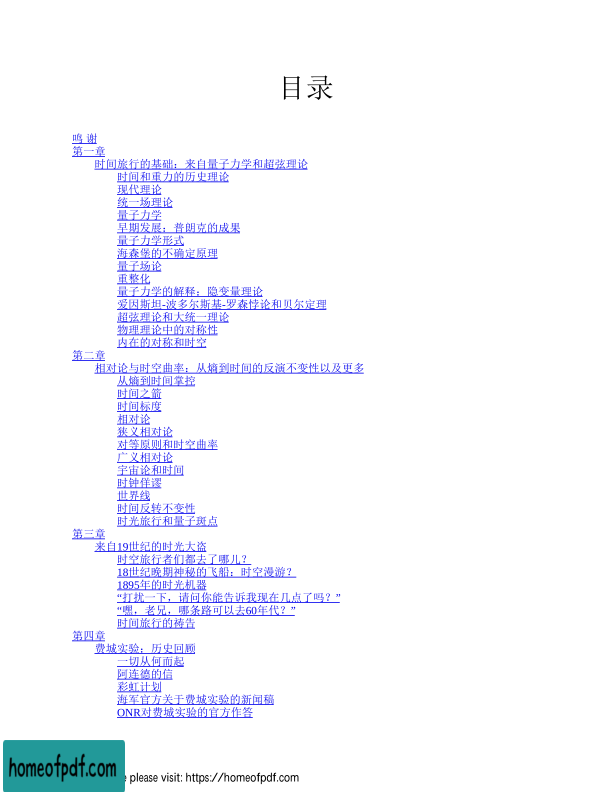 目录
鸣 谢
第一章
时间旅行的基础：来自量子力学和超弦理论
时间和重力的历史理论
现代理论
统一场理论
量子力学
早期发展：普朗克的成果
量子力学形式
海森堡的不确定原理
量子场论
重整化
量子力学的解释：隐变量理论
爱因斯坦-波多尔斯基-罗森悖论和贝尔定理
超弦理论和大统一理论
物理理论中的对称性
内在的对称和时空
第二章
相对论与时空曲率：从熵到时间的反演不变性以及更多
从熵到时间掌控
时间之箭
时间标度
相对论
狭义相对论
对等原则和时空曲率
广义相对论
宇宙论和时间
时钟佯谬
世界线
时间反转不变性
时光旅行和量子斑点
第三章
来自19世纪的时光大盗
时空旅行者们都去了哪儿？
18世纪晚期神秘的飞船：时空漫游？
1895年的时光机器
“打扰一下，请问你能告诉我现在几点了吗？”
“嘿，老兄，哪条路可以去60年代？”
时间旅行的祷告
第四章
费城实验：历史回顾
一切从何而起
阿连德的信
彩虹计划
海军官方关于费城实验的新闻稿
ONR对费城实验的官方作答
homeofpdf.com
e please visit: https://homeofpdf.com